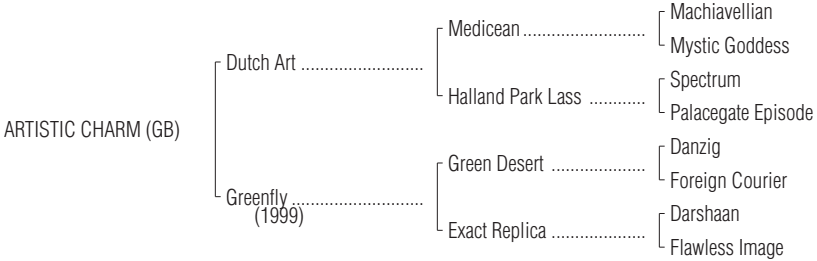 Machiavellian
Medicean ..........................
Mystic Goddess
Dutch Art ..........................
Spectrum
Halland Park Lass ............
Palacegate Episode
ARTISTIC CHARM (GB)
Danzig
Green Desert ....................
Foreign Courier
Greenfly ............................
(1999)
Darshaan
Exact Replica ....................
Flawless Image